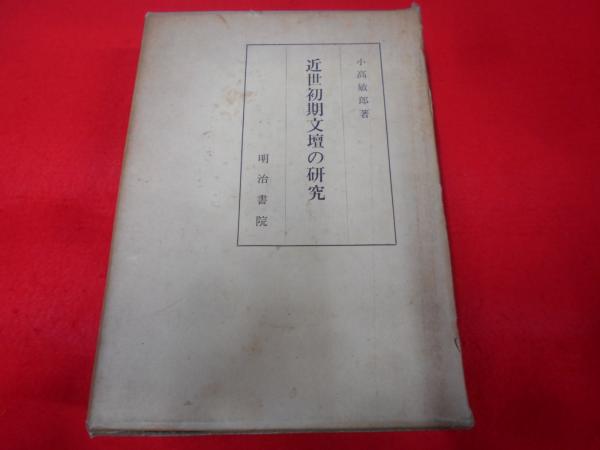 小高敏郎著
近世初期文壇の研究
明治書院